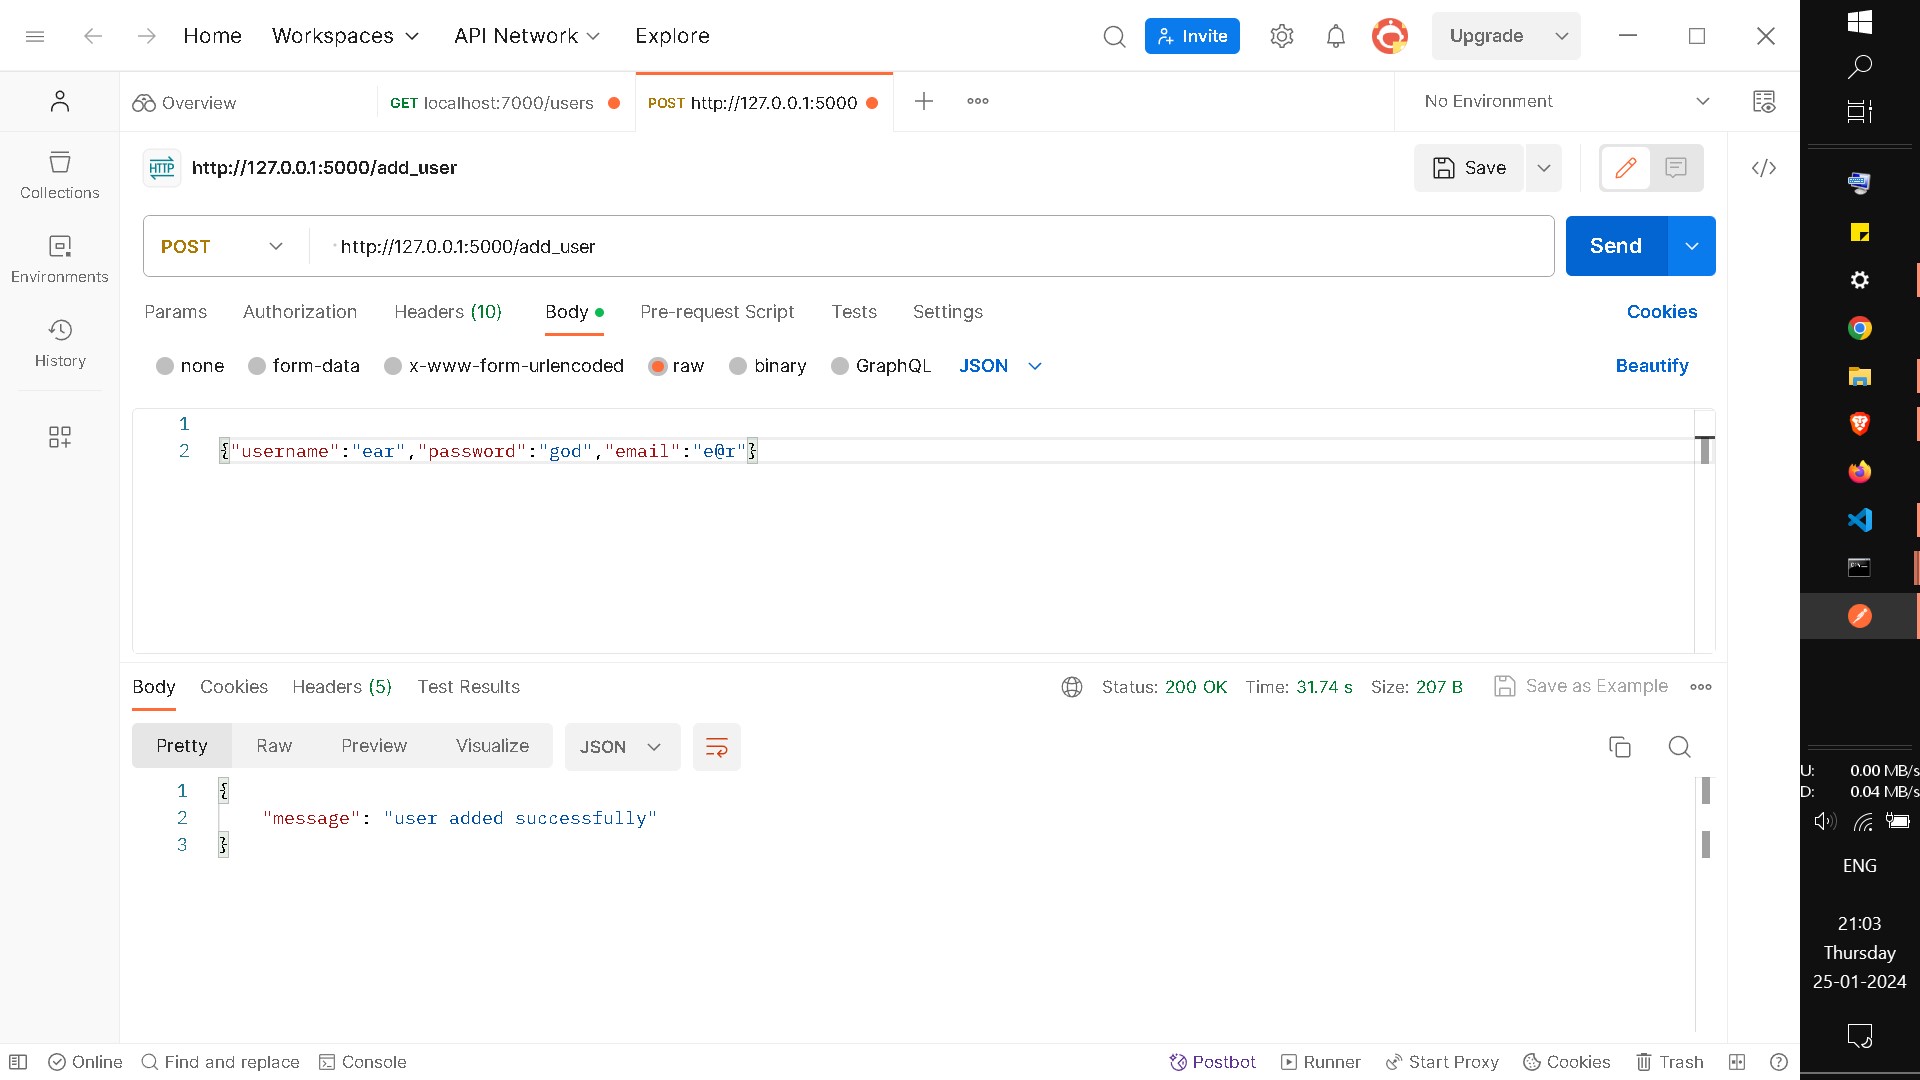 Home Workspaces API Network Explore Invite Upgrade
Overview GET localhost:7000/users POST http://127.0.0.1:5000 No Environment
HTTP http://127.0.0.1:5000/add_user Save
Collections
POST http://127.0.0.1:5000/add_user Send
Environments
Params Authorization Headers (10) Body Pre-request Script Tests Settings Cookies
History
none form-data x-www-form-urlencoded raw binary GraphQL JSON Beautify
1
2 {"username":"ear","password":"god","email":"e@r"}
Body Cookies Headers (5) Test Results Status: 200 OK Time: 31.74 s Size: 207 B Save as Example
Pretty Raw Preview Visualize JSON
1 {
2 "message": "user added successfully"
3 }
Online Find and replace Console Postbot Runner Start Proxy Cookies Trash
U: 0.00 MB/s
D: 0.04 MB/s
ENG
21:03
Thursday
25-01-2024